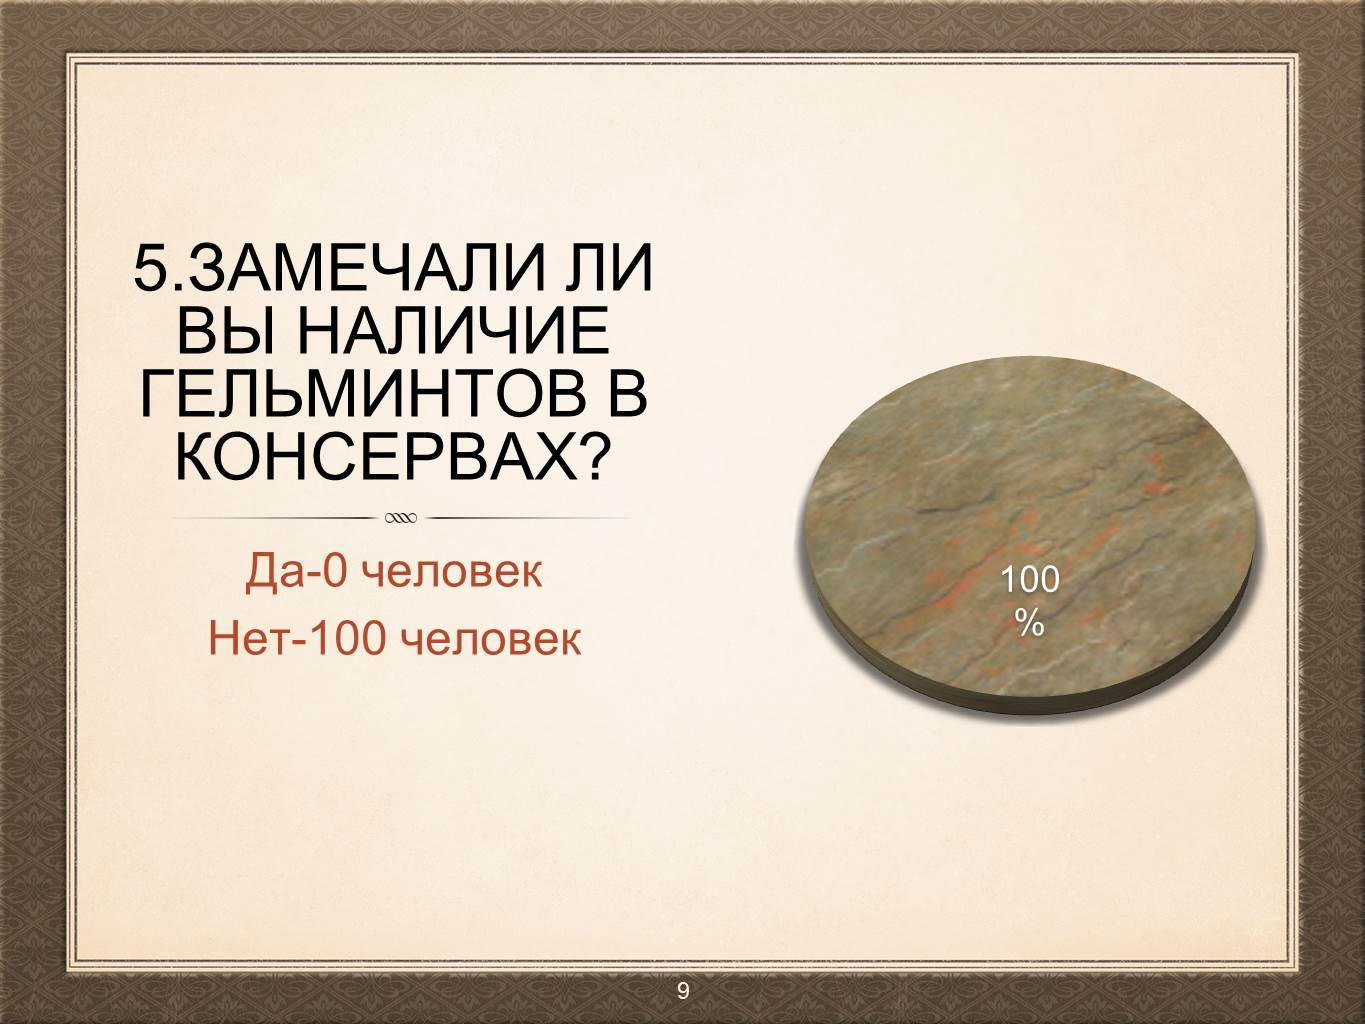 5.ЗАМЕЧАЛИ ЛИ
ВЫ НАЛИЧИЕ
ГЕЛЬМИНТОВ В
КОНСЕРВАХ?
Да-0 человек
Нет-100 человек
100
%
9